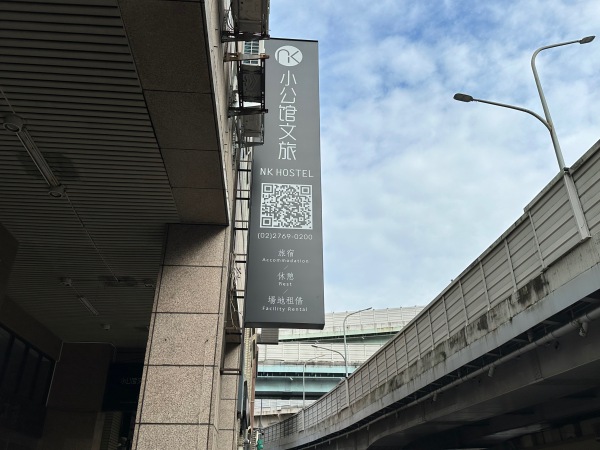 NK
小公館文旅
NK HOSTEL
(02)2769-0200
旅宿
Accommodation
休憩
Rest
場地租借
Facility Rental